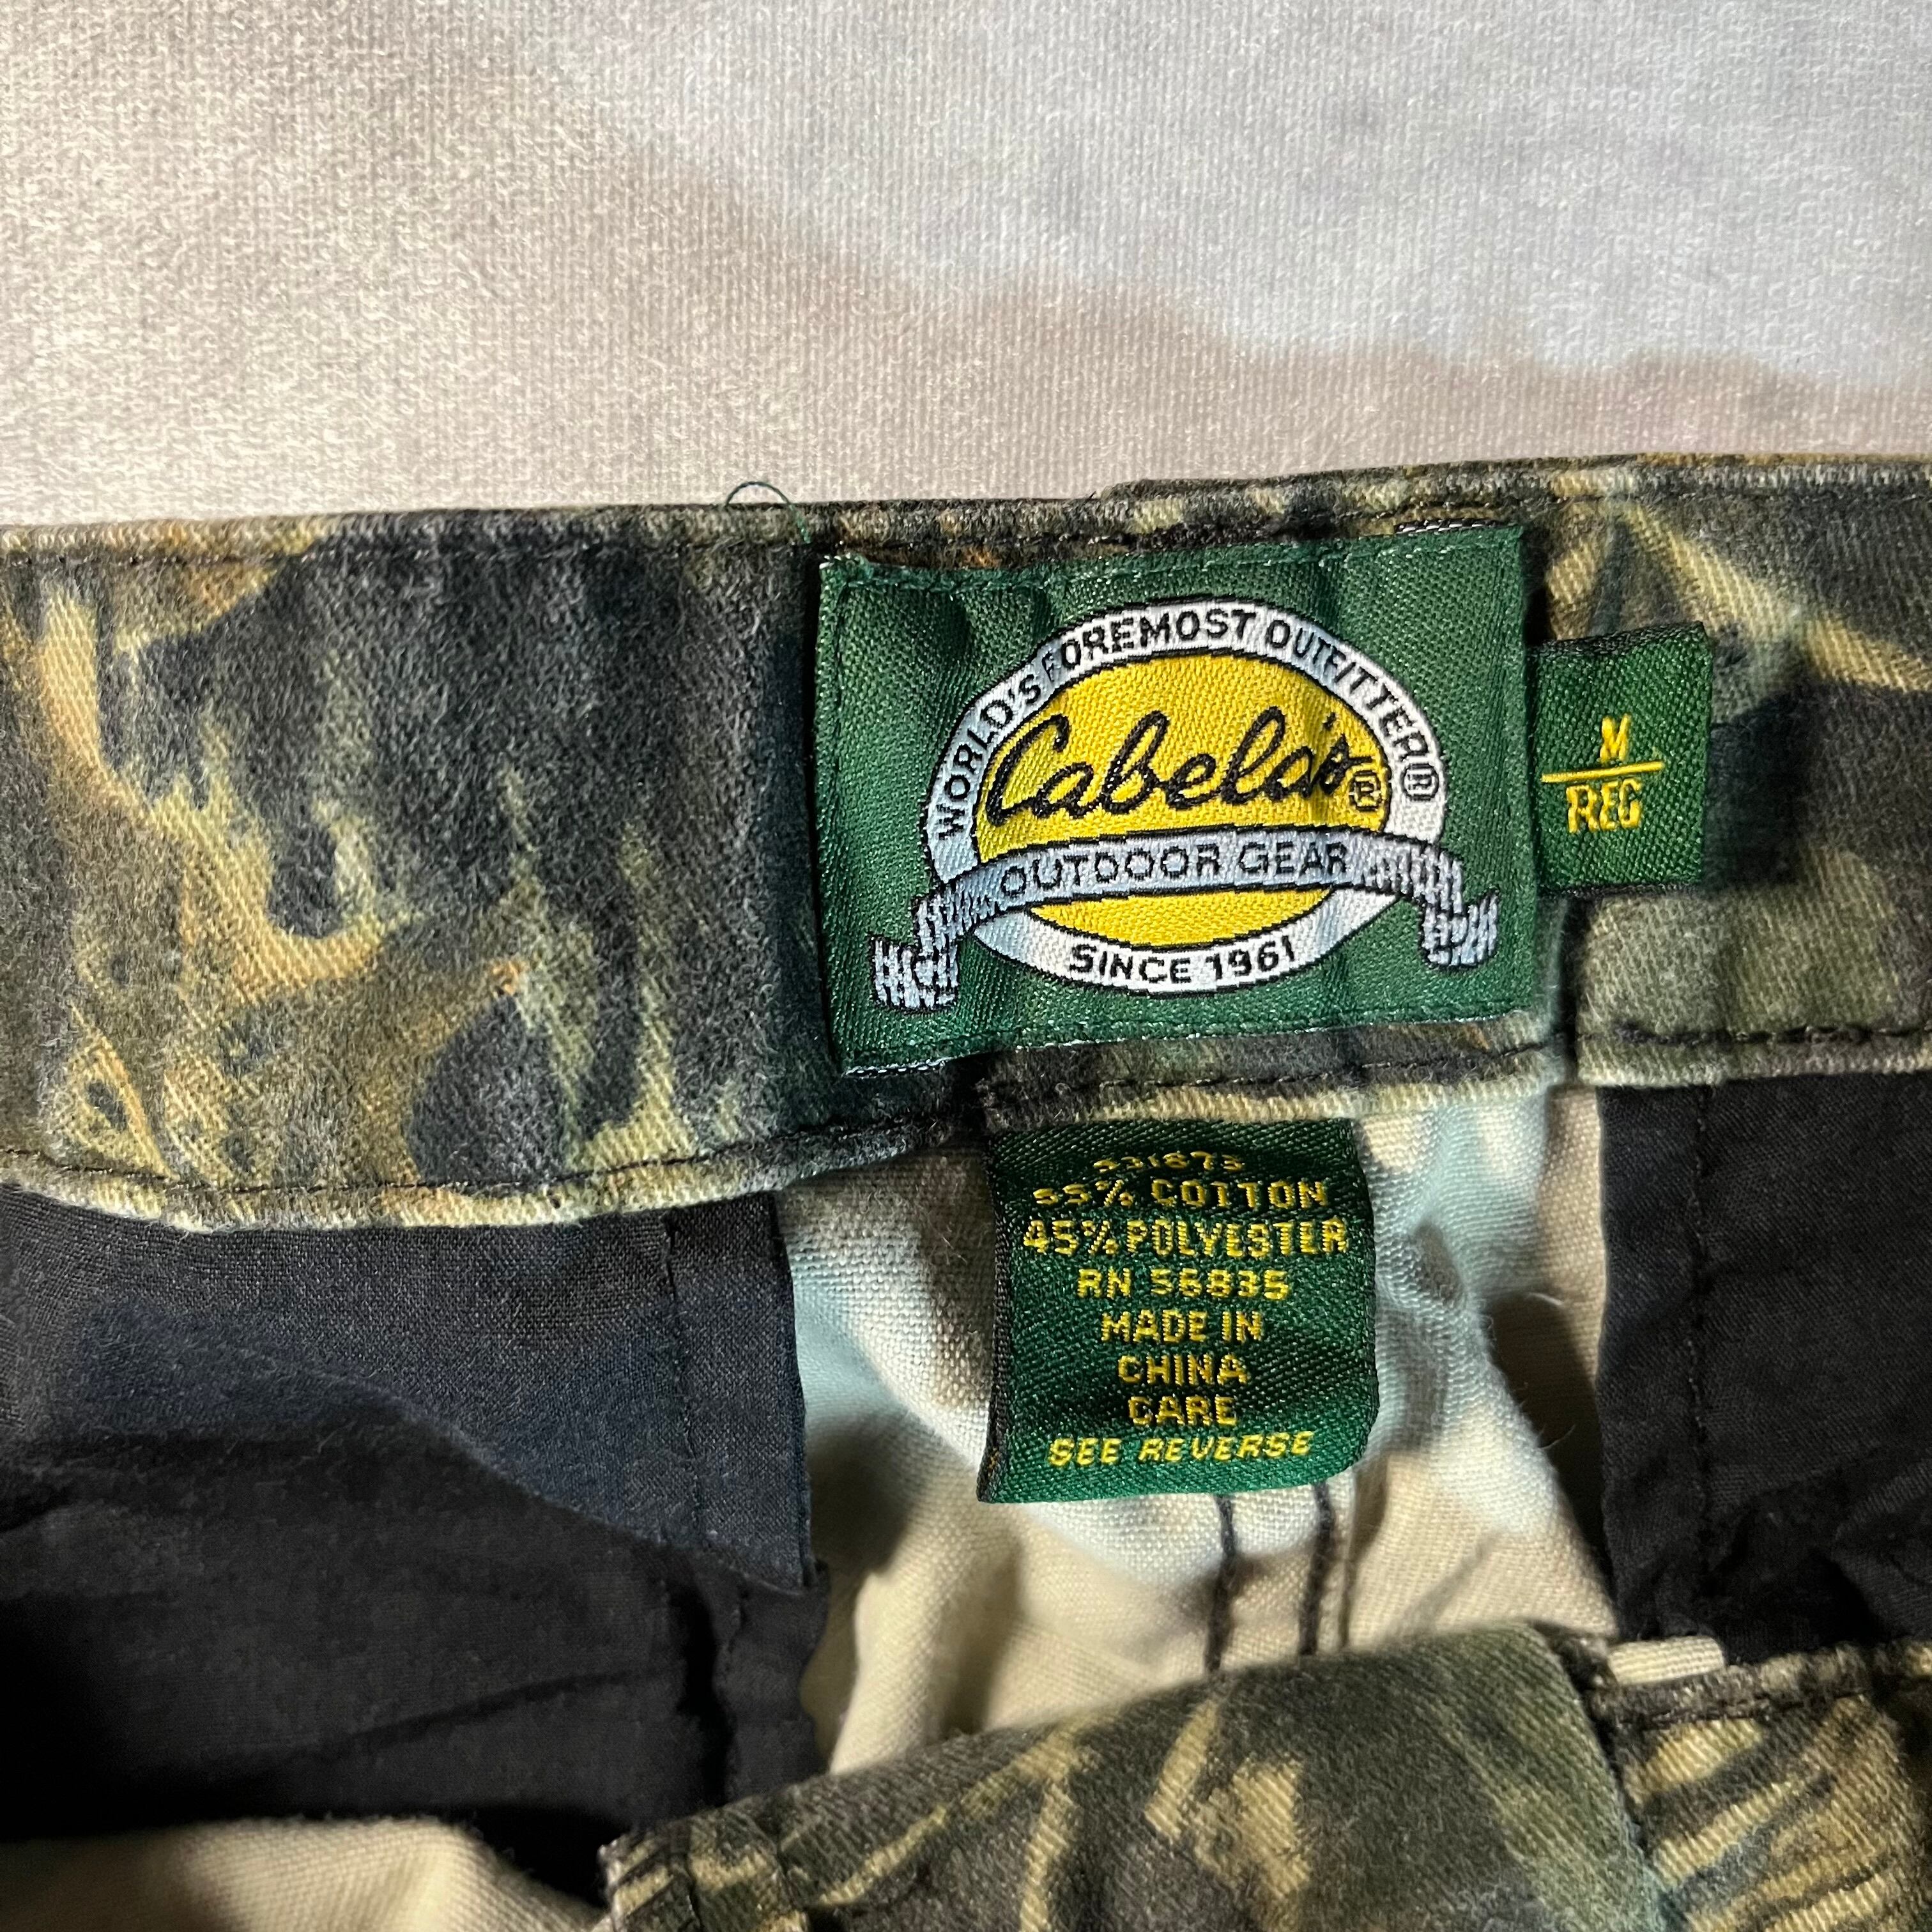 WORLD'S FOREMOST OUTFITTER®
Cabela's®
OUTDOOR GEAR
SINCE 1961
M
REG
55% COTTON
45% POLYESTER
RN 56835
MADE IN
CHINA
CARE
SEE REVERSE